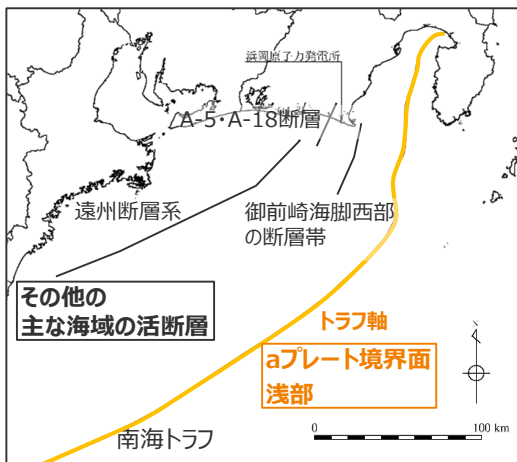 浜岡原子力発電所
A-5・A-18断層
遠州断層系
御前崎海脚西部
の断層帯
その他の
主な海域の活断層
トラフ軸
aプレート境界面
浅部
南海トラフ
N
0 100 km